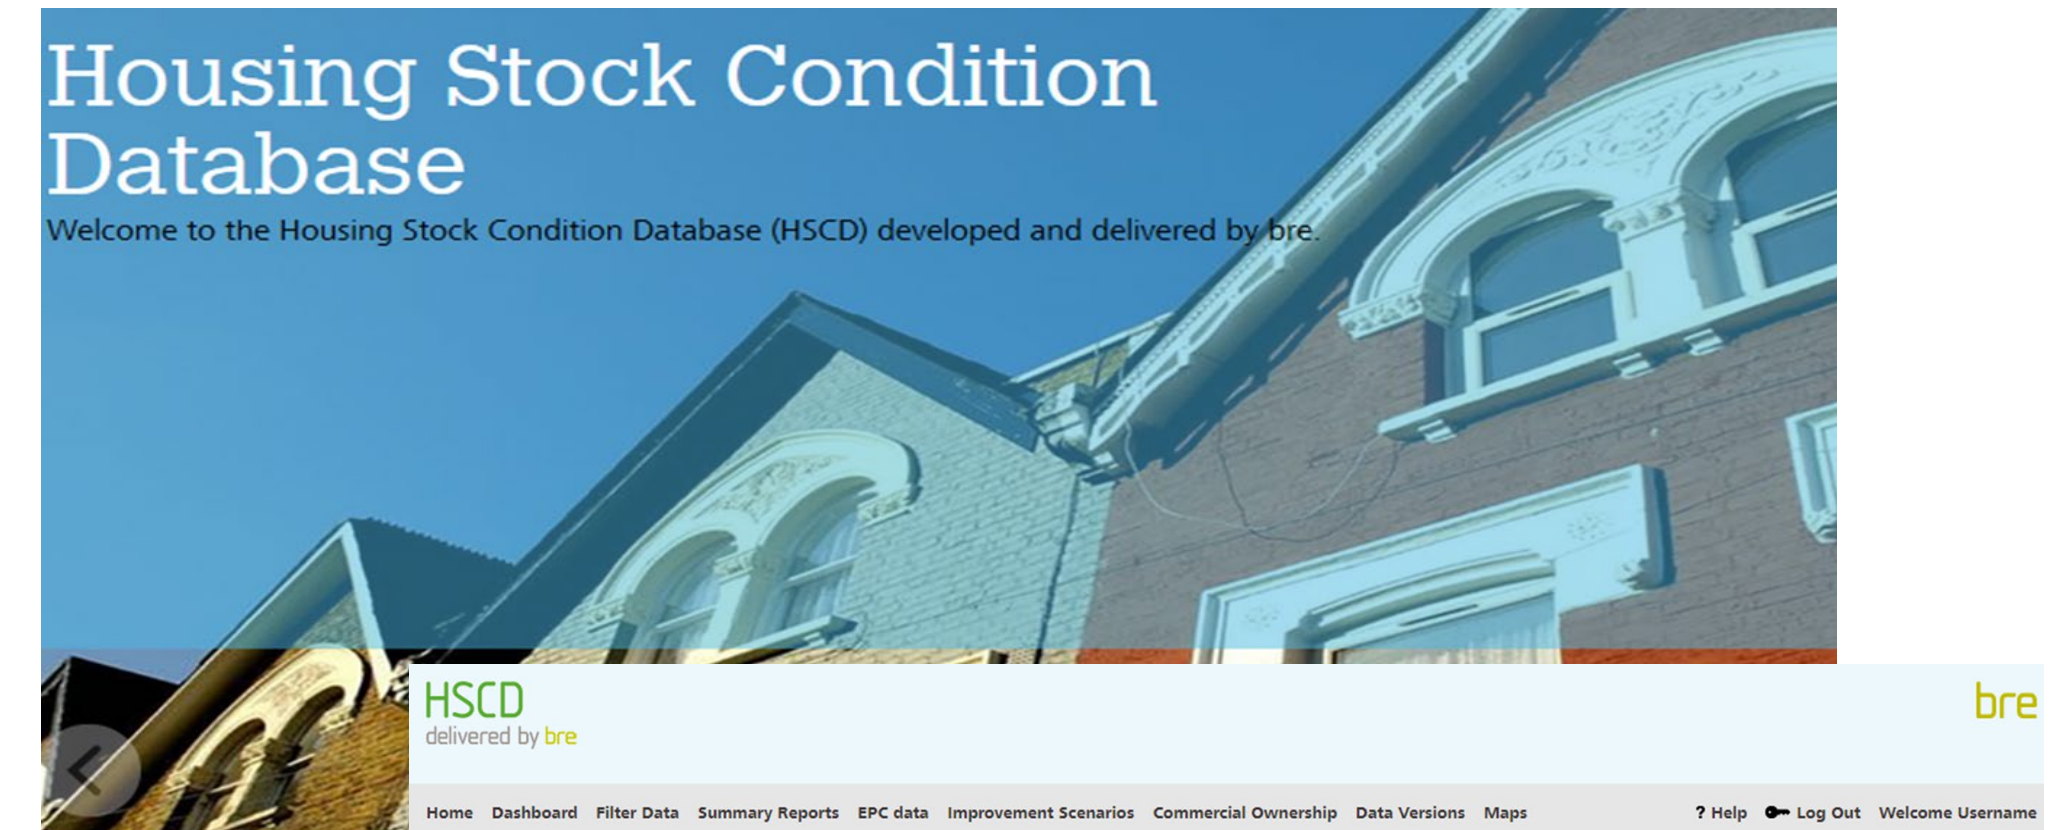 Housing Stock Condition
Database
Welcome to the Housing Stock Condition Database (HSCD) developed and delivered by bre.
HSCD
delivered by bre
bre
Home Dashboard Filter Data Summary Reports EPC data Improvement Scenarios Commercial Ownership Data Versions Maps ? Help Log Out Welcome Username